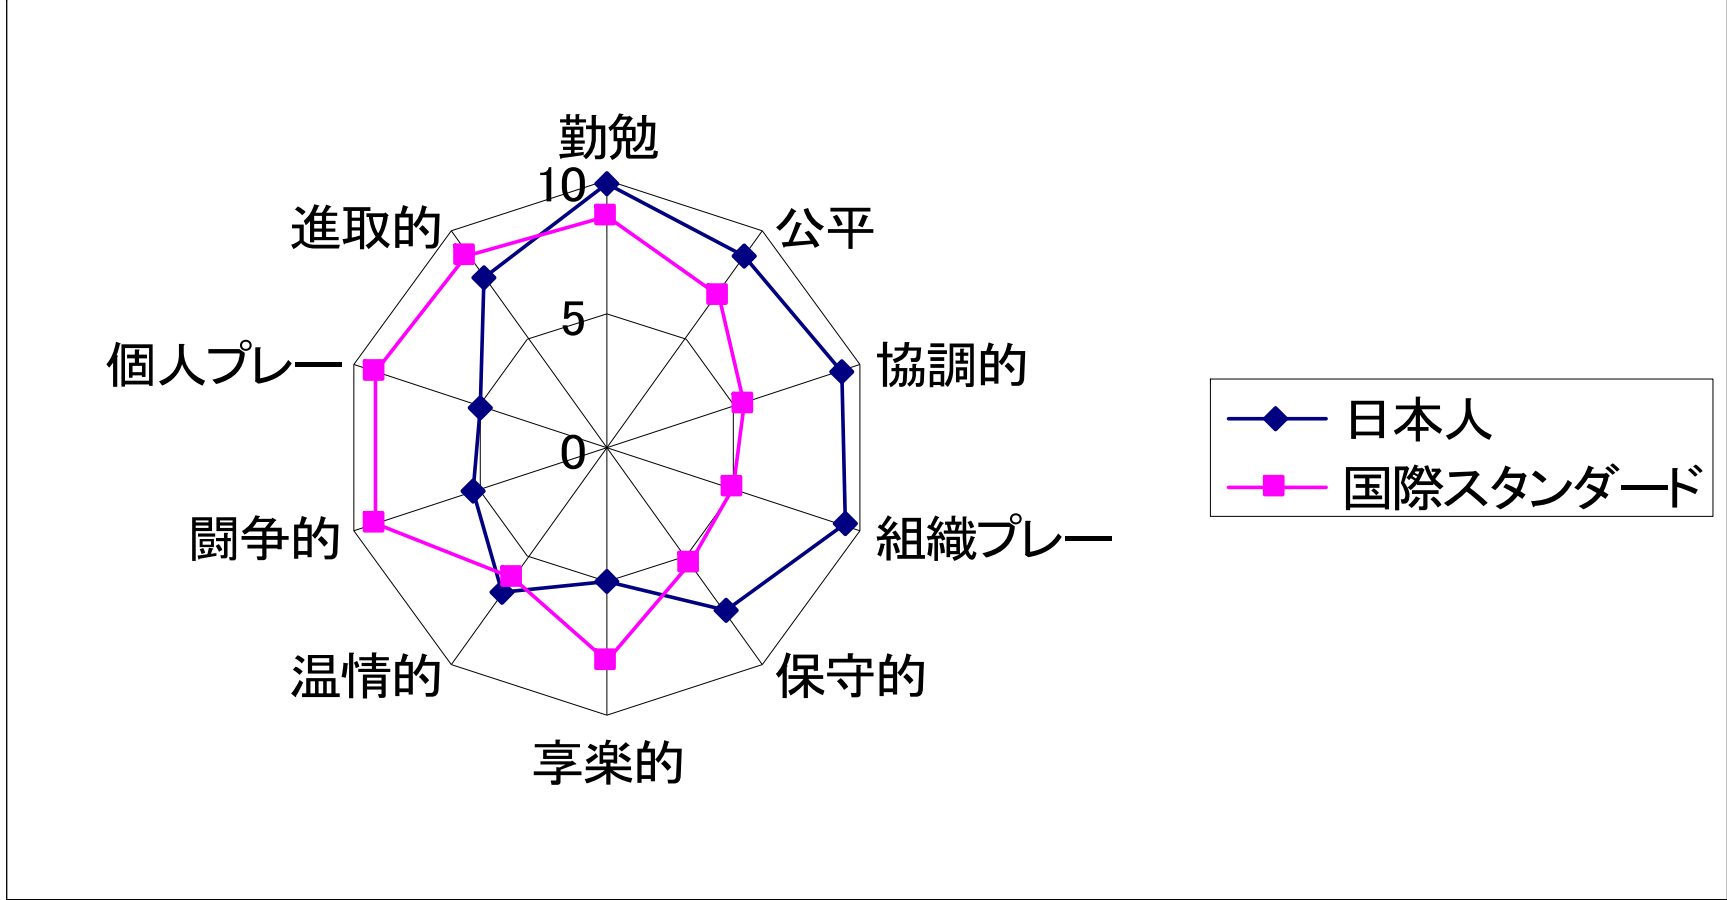 勤勉
10
進取的
公平
5
個人プレー
協調的
0
日本人
国際スタンダード
闘争的
組織プレー
温情的
保守的
享楽的